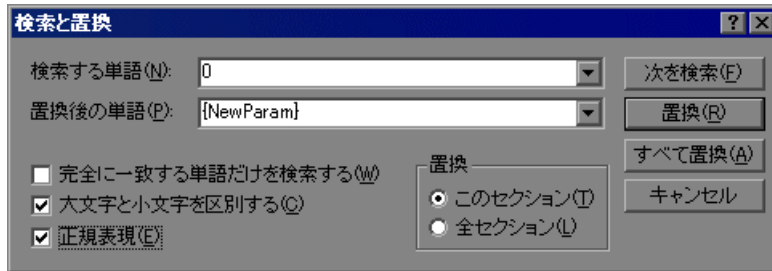 検索と置換
検索する単語(N): 0
次を検索(F)
置換後の単語(P): {NewParam}
置換(R)
すべて置換(A)
完全に一致する単語だけを検索する(W)
大文字と小文字を区別する(C)
正規表現(E)
置換
このセクション(T)
全セクション(L)
キャンセル